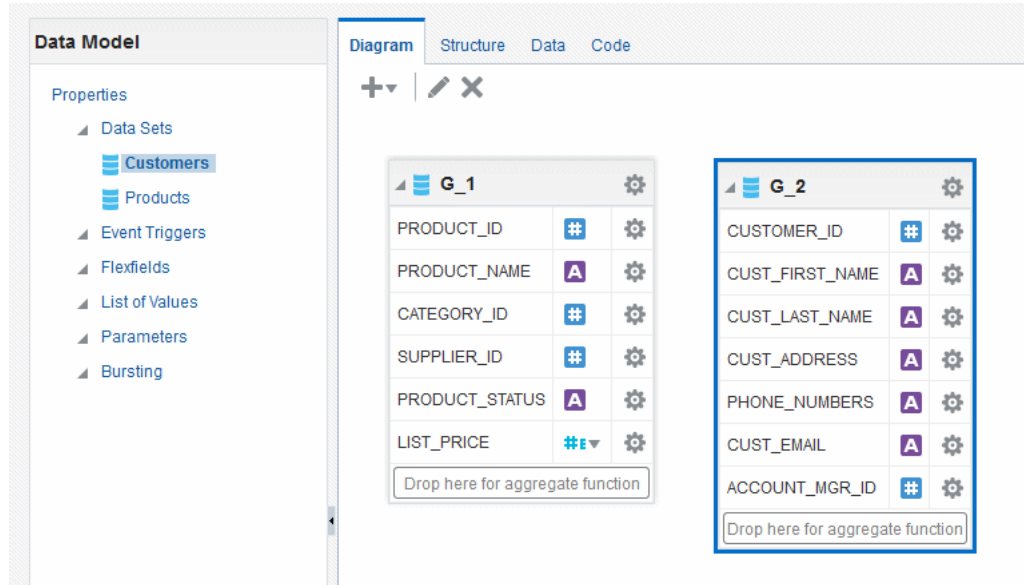 Data Model
Properties
Data Sets
Customers
Products
Event Triggers
Flexfields
List of Values
Parameters
Bursting
Diagram Structure Data Code
G_1
PRODUCT_ID #
PRODUCT_NAME A
CATEGORY_ID #
SUPPLIER_ID #
PRODUCT_STATUS A
LIST_PRICE #E
Drop here for aggregate function
G_2
CUSTOMER_ID #
CUST_FIRST_NAME A
CUST_LAST_NAME A
CUST_ADDRESS A
PHONE_NUMBERS A
CUST_EMAIL A
ACCOUNT_MGR_ID #
Drop here for aggregate function